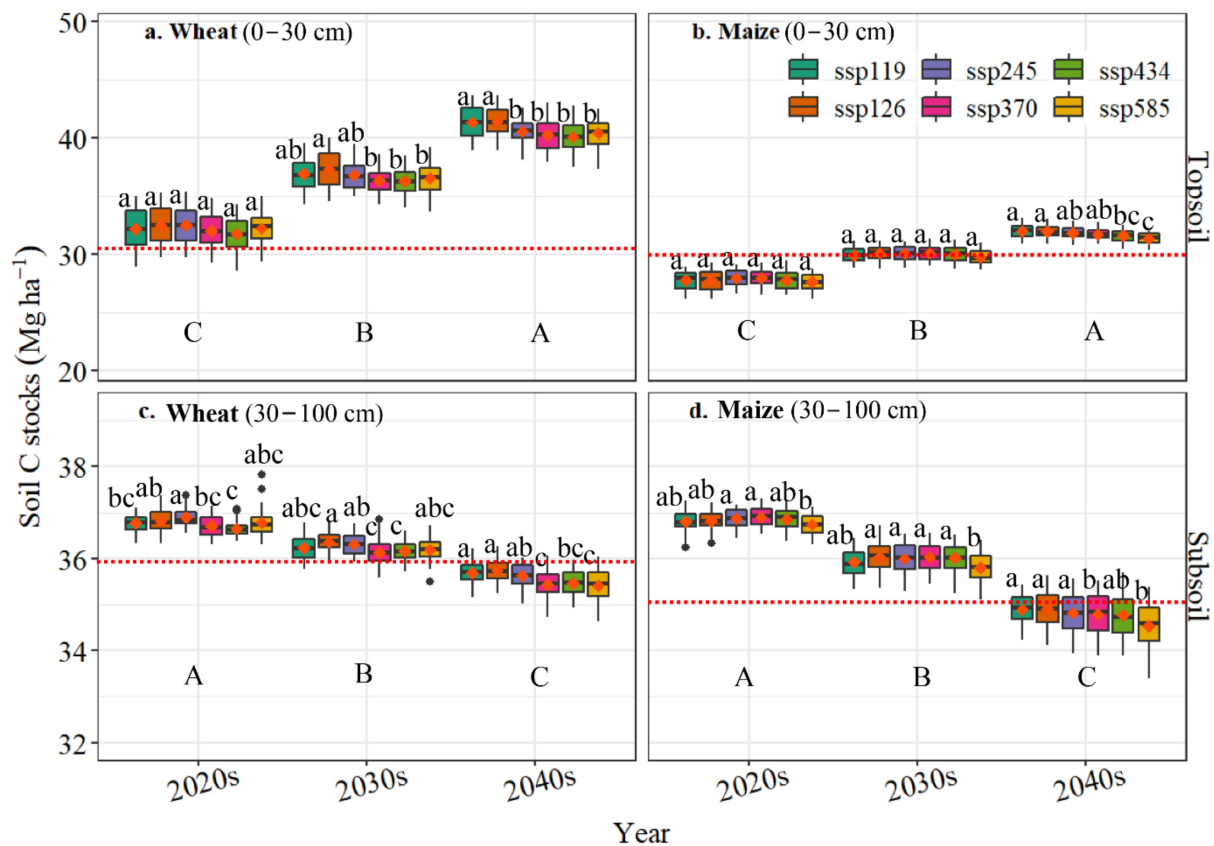 50
40
30
20
a. Wheat (0−30 cm)
a a a a a a
ab a ab b b b
a a b b b b
C B A
b. Maize (0−30 cm)
ssp119 ssp245 ssp434
ssp126 ssp370 ssp585
a a a a a a
a a a a a a
a a ab ab bc c
C B A
Topsoil
Soil C stocks (Mg ha−1)
38
36
34
32
c. Wheat (30−100 cm)
bc ab a bc c abc
abc a ab c c abc
a a ab c bc c
A B C
d. Maize (30−100 cm)
ab ab a a ab b
ab a a a a b
a a a b ab b
A B C
Subsoil
2020s 2030s 2040s
2020s 2030s 2040s
Year